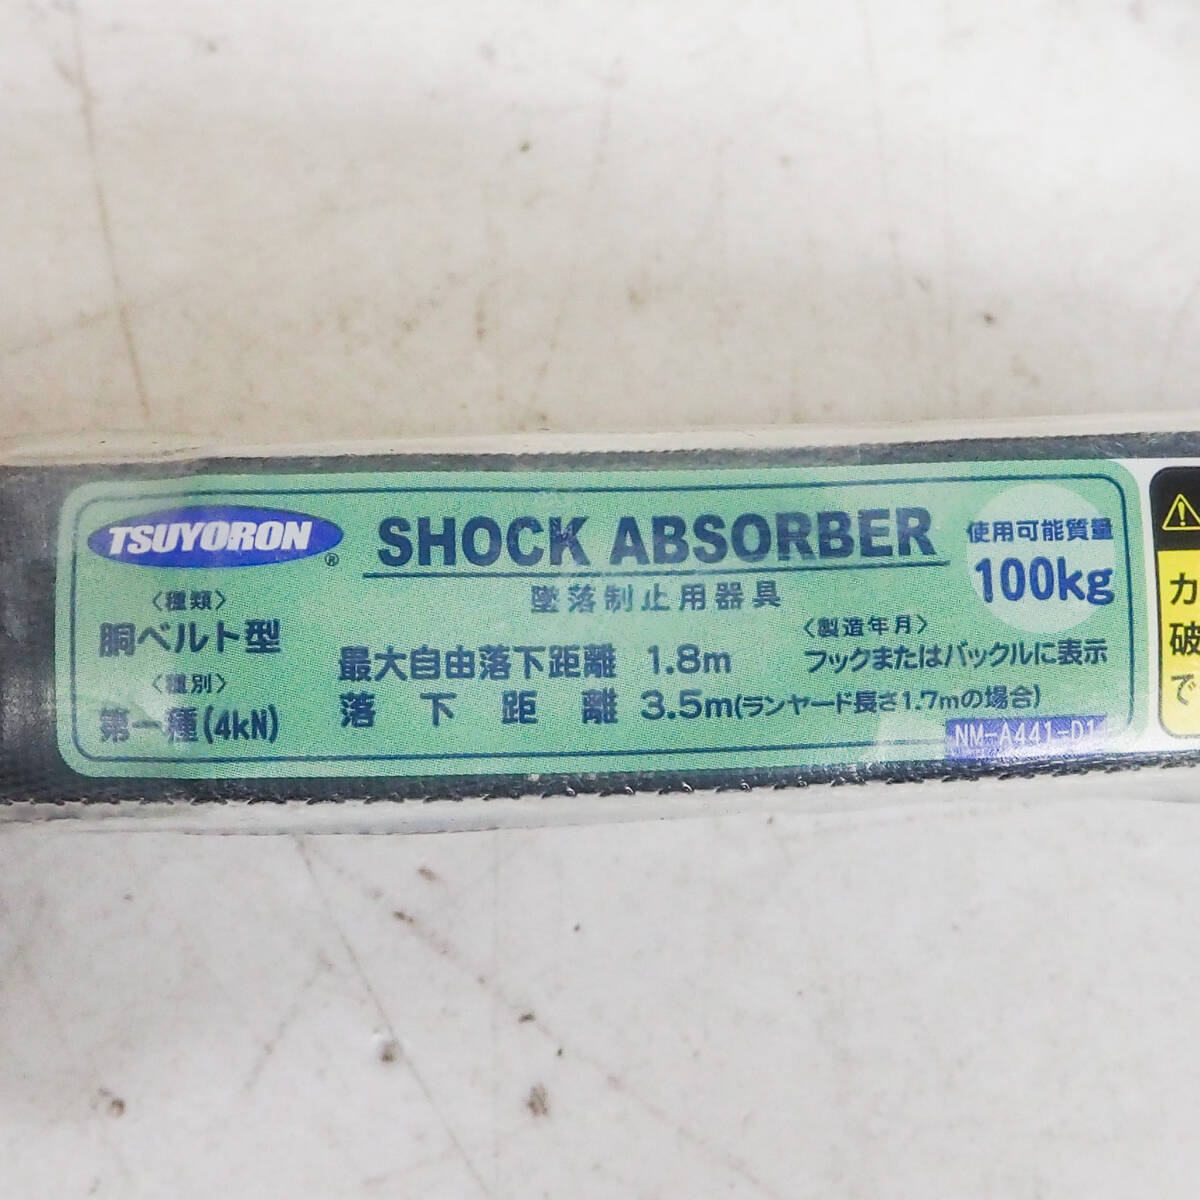 TSUYORON®
SHOCK ABSORBER
墜落制止用器具
使用可能質量
100kg
〈種類〉
胴ベルト型
〈種別〉
第一種(4kN)
最大自由落下距離 1.8m
落下距離 3.5m(ランヤード長さ1.7mの場合)
〈製造年月〉
フックまたはバックルに表示
NM-A441-D1
カ
破
で